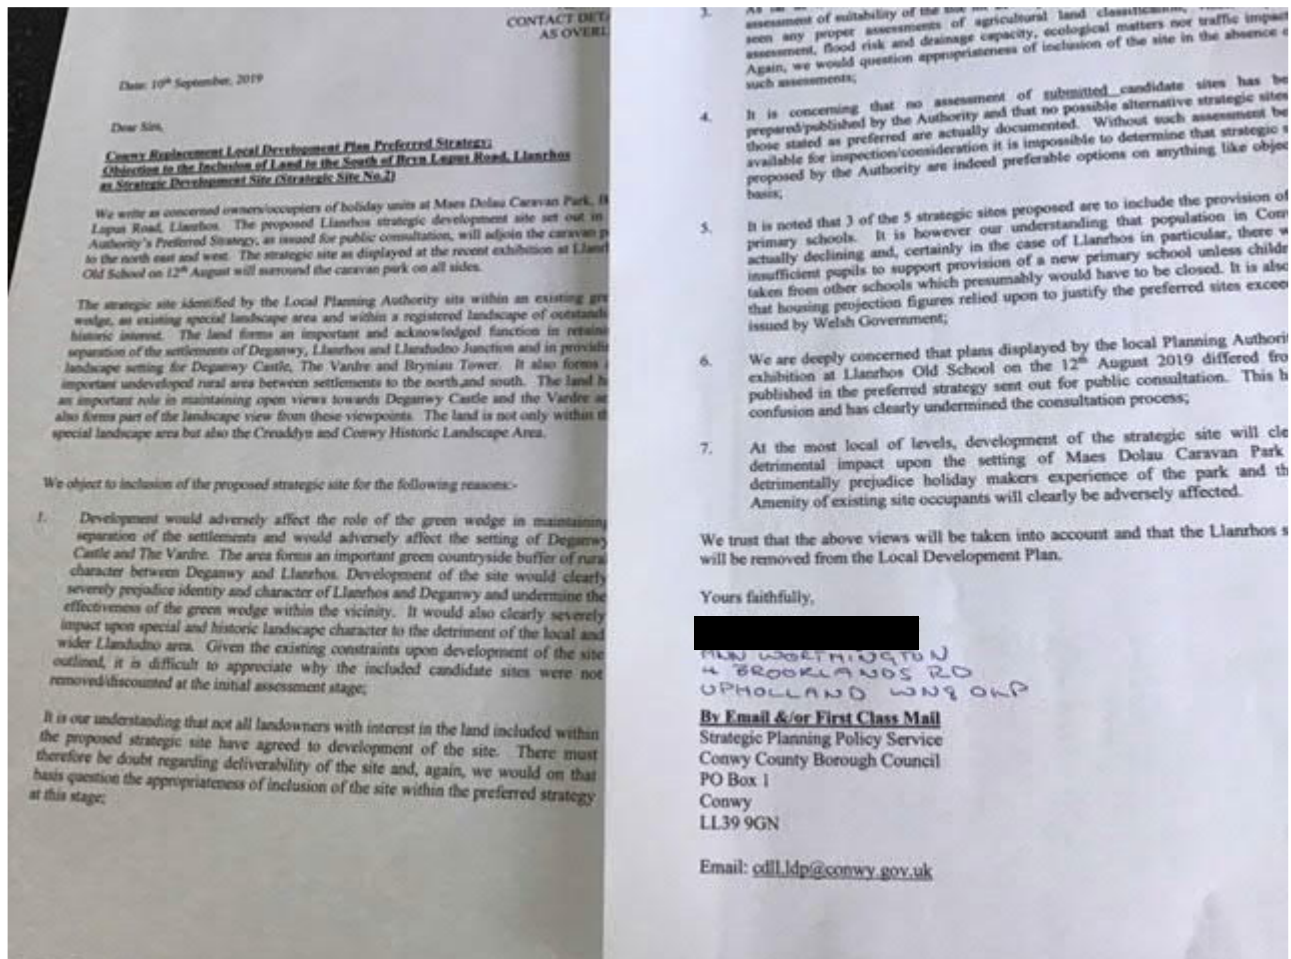 CONTACT DET
AS OVERL
Date: 10th September, 2019
Dear Sirs,
Conwy Replacement Local Development Plan Preferred Strategy:
Objection to the Inclusion of Land to the South of Bryn Lupus Road, Llanrhos
as Strategic Development Site (Strategic Site No.2)
We write as concerned owners/occupiers of holiday units at Maes Dolau Caravan Park, B
Lupus Road, Llanrhos. The proposed Llanrhos strategic development site set out in
Authority's Preferred Strategy, as issued for public consultation, will adjoin the caravan p
to the north east and west. The strategic site as displayed at the recent exhibition at Llanrh
Old School on 12th August will surround the caravan park on all sides.
The strategic site identified by the Local Planning Authority sits within an existing gre
wedge, an existing special landscape area and within a registered landscape of outstandi
historic interest. The land forms an important and acknowledged function in retaini
separation of the settlements of Deganwy, Llanrhos and Llandudno Junction and in providi
landscape setting for Deganwy Castle, The Vardre and Bryniau Tower. It also forms
important undeveloped rural area between settlements to the north and south. The land h
an important role in maintaining open views towards Deganwy Castle and the Vardre an
also forms part of the landscape view from these viewpoints. The land is not only within th
special landscape area but also the Creuddyn and Conwy Historic Landscape Area.
We object to inclusion of the proposed strategic site for the following reasons:-
1. Development would adversely affect the role of the green wedge in maintaining
separation of the settlements and would adversely affect the setting of Deganwy
Castle and The Vardre. The area forms an important green countryside buffer of rural
character between Deganwy and Llanrhos. Development of the site would clearly
severely prejudice identity and character of Llanrhos and Deganwy and undermine the
effectiveness of the green wedge within the vicinity. It would also clearly severely
impact upon special and historic landscape character to the detriment of the local and
wider Llandudno area. Given the existing constraints upon development of the site
outlined, it is difficult to appreciate why the included candidate sites were not
removed/discounted at the initial assessment stage;
It is our understanding that not all landowners with interest in the land included within
the proposed strategic site have agreed to development of the site. There must
therefore be doubt regarding deliverability of the site and, again, we would on that
basis question the appropriateness of inclusion of the site within the preferred strategy
at this stage;
3.
assessment of suitability of the
seen any proper assessments of agricultural land classification,
assessment, flood risk and drainage capacity, ecological matters nor traffic impact
Again, we would question appropriateness of inclusion of the site in the absence o
such assessments;
4. It is concerning that no assessment of submitted candidate sites has be
prepared/published by the Authority and that no possible alternative strategic sites
those stated as preferred are actually documented. Without such assessment be
available for inspection/consideration it is impossible to determine that strategic s
proposed by the Authority are indeed preferable options on anything like objec
basis;
5. It is noted that 3 of the 5 strategic sites proposed are to include the provision of
primary schools. It is however our understanding that population in Con
actually declining and, certainly in the case of Llanrhos in particular, there w
insufficient pupils to support provision of a new primary school unless childr
taken from other schools which presumably would have to be closed. It is also
that housing projection figures relied upon to justify the preferred sites excee
issued by Welsh Government;
6. We are deeply concerned that plans displayed by the local Planning Authori
exhibition at Llanrhos Old School on the 12th August 2019 differed fro
published in the preferred strategy sent out for public consultation. This h
confusion and has clearly undermined the consultation process;
7. At the most local of levels, development of the strategic site will cle
detrimental impact upon the setting of Maes Dolau Caravan Park
detrimentally prejudice holiday makers experience of the park and th
Amenity of existing site occupants will clearly be adversely affected.
We trust that the above views will be taken into account and that the Llanrhos s
will be removed from the Local Development Plan.
Yours faithfully,
WORTHINGTON
4 BROOKLANDS RD
UPHOLLAND WN8 0KP
By Email &/or First Class Mail
Strategic Planning Policy Service
Conwy County Borough Council
PO Box 1
Conwy
LL39 9GN
Email: cdll.ldp@conwy.gov.uk